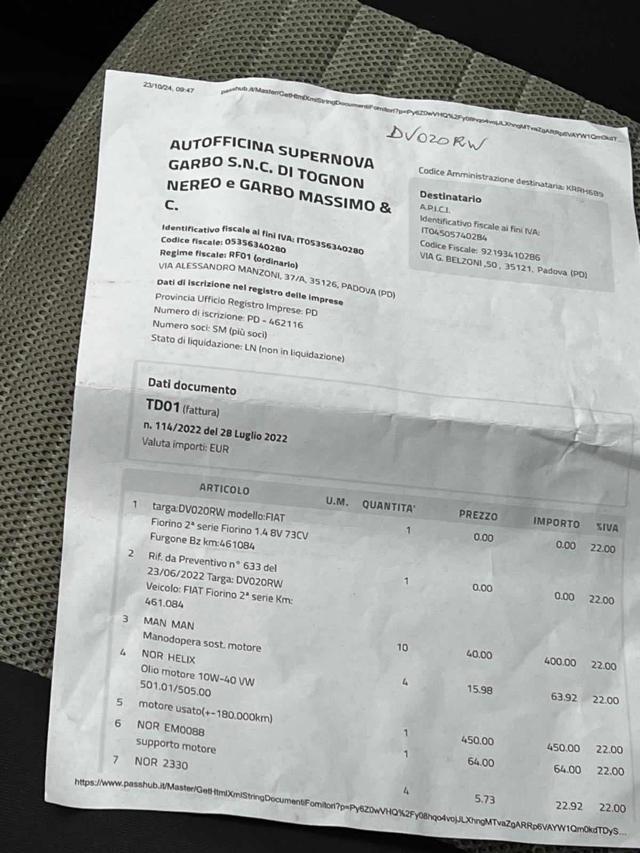 23/10/24, 09:47
DV020RW
AUTOFFICINA SUPERNOVA
GARBO S.N.C. DI TOGNON
NEREO e GARBO MASSIMO &
C.
Identificativo fiscale ai fini IVA: IT05356340280
Codice fiscale: 05356340280
Regime fiscale: RF01 (ordinario)
VIA ALESSANDRO MANZONI, 37/A, 35126, PADOVA (PD)
Dati di iscrizione nel registro delle imprese
Provincia Ufficio Registro Imprese: PD
Numero di iscrizione: PD - 462116
Numero soci: SM (più soci)
Stato di liquidazione: LN (non in liquidazione)
Codice Amministrazione destinataria: KRRH6B9
Destinatario
A.P.I.C.I.
Identificativo fiscale ai fini IVA:
IT04505740284
Codice Fiscale: 92193410286
VIA G. BELZONI ,50 , 35121, Padova (PD)
Dati documento
TD01 (fattura)
n. 114/2022 del 28 Luglio 2022
Valuta importi: EUR
ARTICOLO U.M. QUANTITA' PREZZO IMPORTO %IVA
1 targa:DV020RW modello:FIAT 1 0.00 0.00 22.00
Fiorino 2ª serie Fiorino 1.4 8V 73CV
Furgone Bz km:461084
2 Rif. da Preventivo n° 633 del 1 0.00 0.00 22.00
23/06/2022 Targa: DV020RW
Veicolo: FIAT Fiorino 2ª serie Km:
461.084
3 MAN MAN 10 40.00 400.00 22.00
Manodopera sost. motore
4 NOR HELIX 4 15.98 63.92 22.00
Olio motore 10W-40 VW
501.01/505.00
5 motore usato(+-180.000km) 1 450.00 450.00 22.00
6 NOR EM0088 1 64.00 64.00 22.00
supporto motore
7 NOR 2330 4 5.73 22.92 22.00